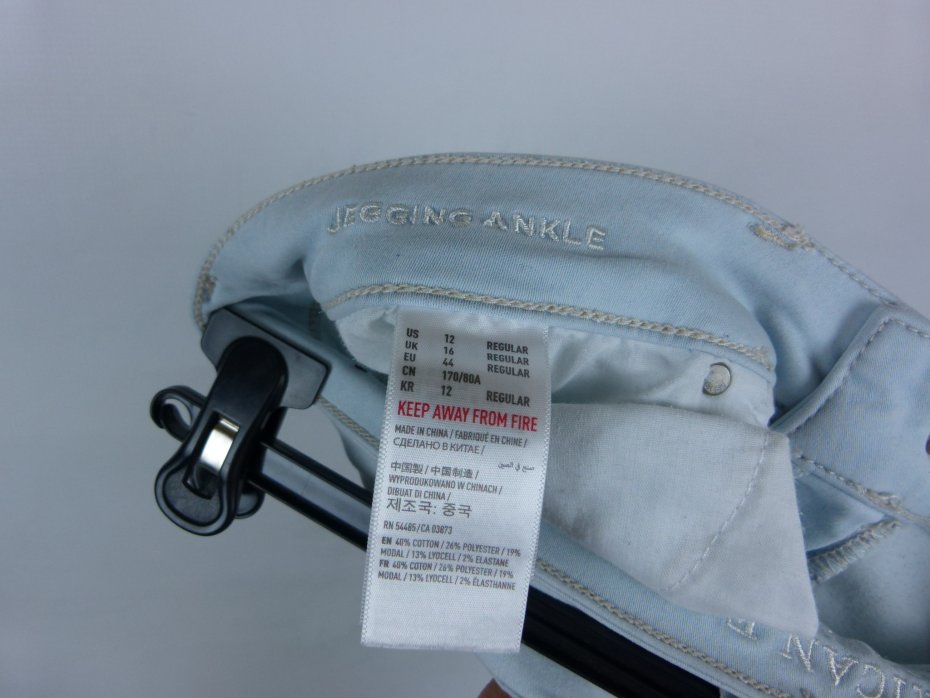 JEGGING ANKLE
US 12 REGULAR
UK 16 REGULAR
EU 44 REGULAR
CN 170/80A
KR 12 REGULAR
KEEP AWAY FROM FIRE
MADE IN CHINA / FABRIQUÉ EN CHINE /
СДЕЛАНО В КИТАЕ /
صنع في الصين
中国製 / 中国制造 /
WYPRODUKOWANO W CHINACH /
DIBUAT DI CHINA /
제조국: 중국
RN 54485 / CA 03873
EN 40% COTTON / 26% POLYESTER / 19%
MODAL / 13% LYOCELL / 2% ELASTANE
FR 40% COTON / 26% POLYESTER / 19%
MODAL / 13% LYOCELL / 2% ÉLASTHANNE
ICAN E